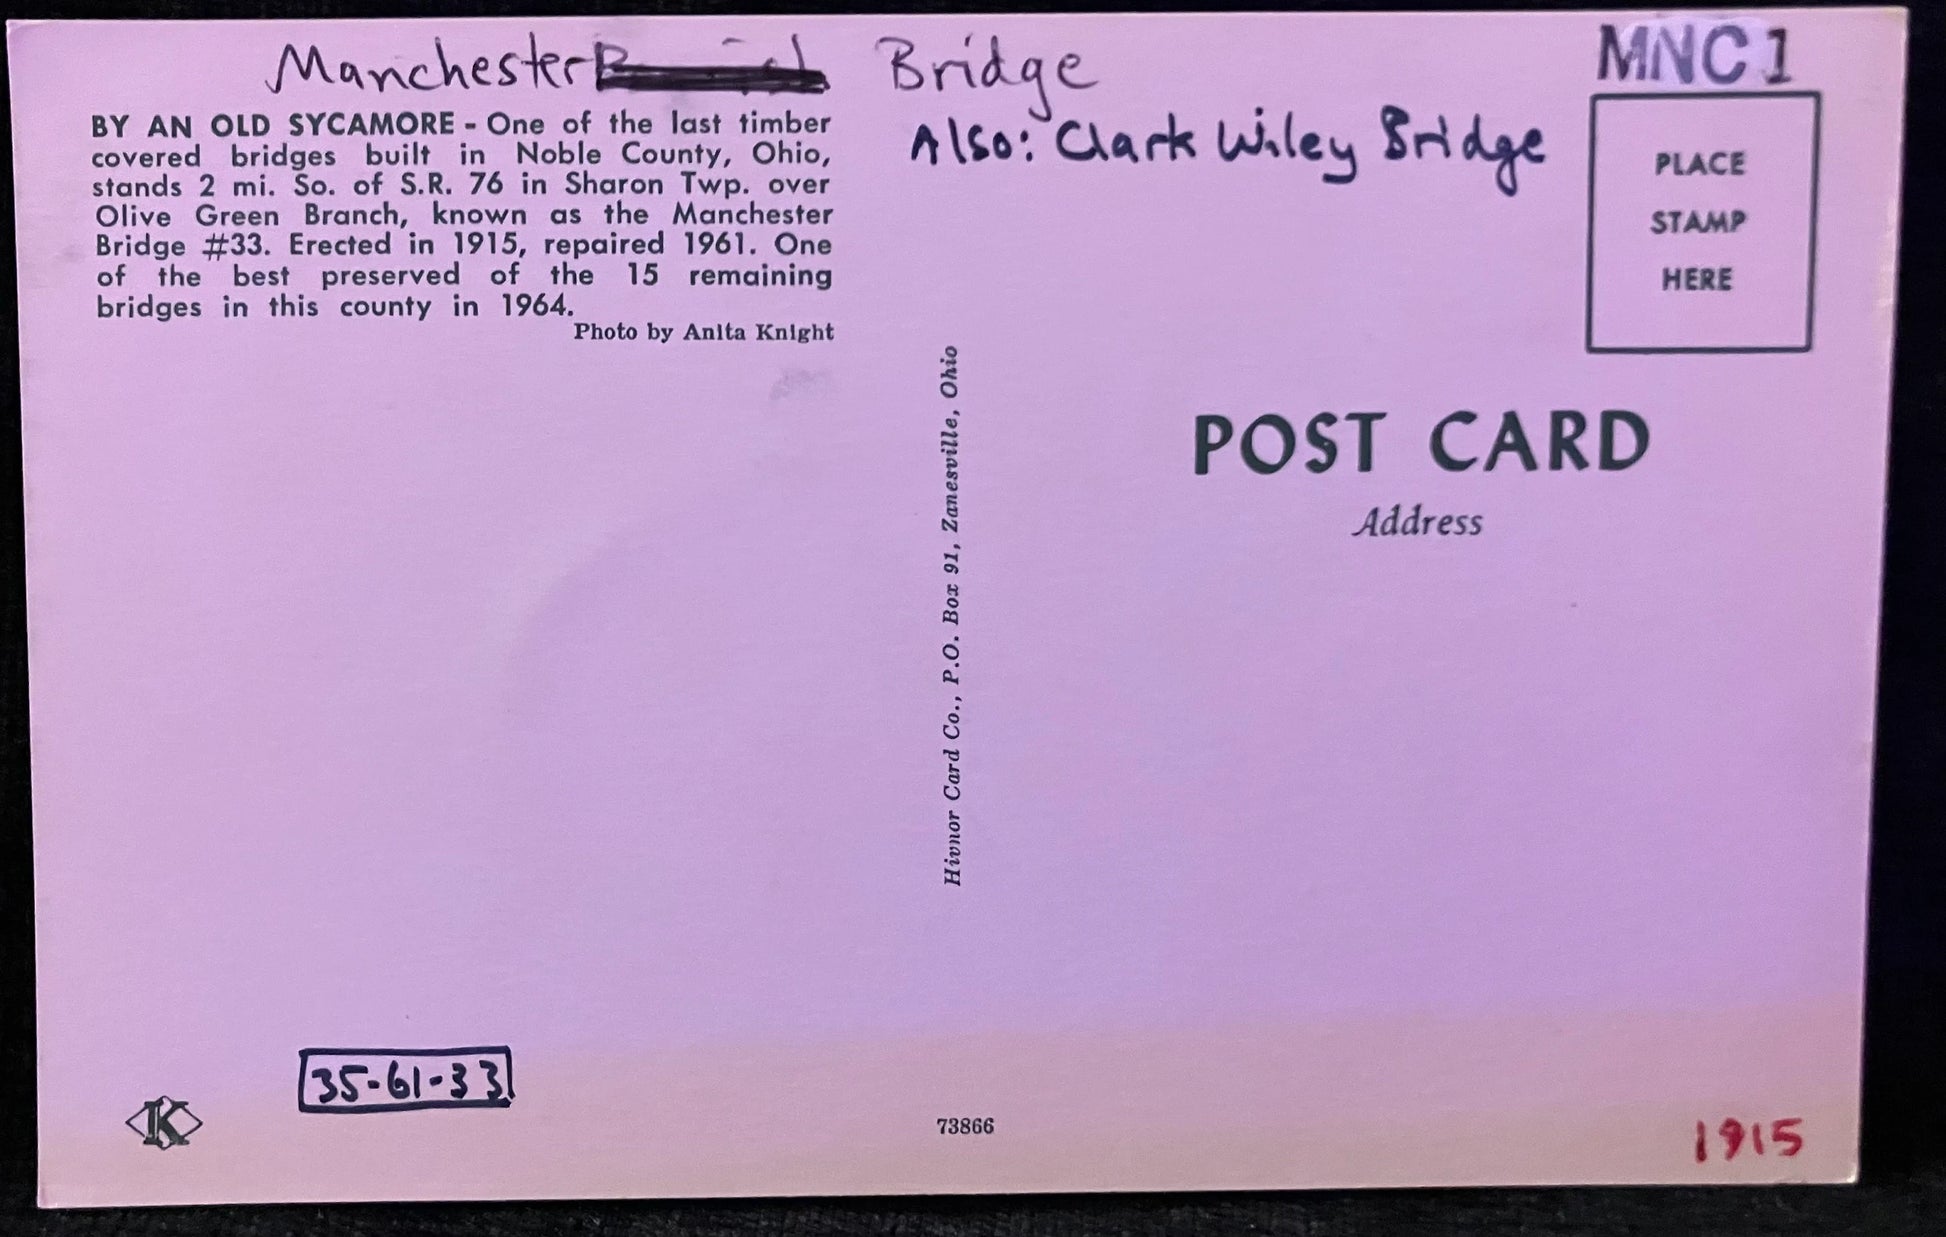 Manchester Bridge
MNC1
Also: Clark Wiley Bridge
BY AN OLD SYCAMORE - One of the last timber
covered bridges built in Noble County, Ohio,
stands 2 mi. So. of S.R. 76 in Sharon Twp. over
Olive Green Branch, known as the Manchester
Bridge #33. Erected in 1915, repaired 1961. One
of the best preserved of the 15 remaining
bridges in this county in 1964.
Photo by Anita Knight
PLACE
STAMP
HERE
Hivnor Card Co., P.O. Box 91, Zanesville, Ohio
POST CARD
Address
35-61-33
K
73866
1915